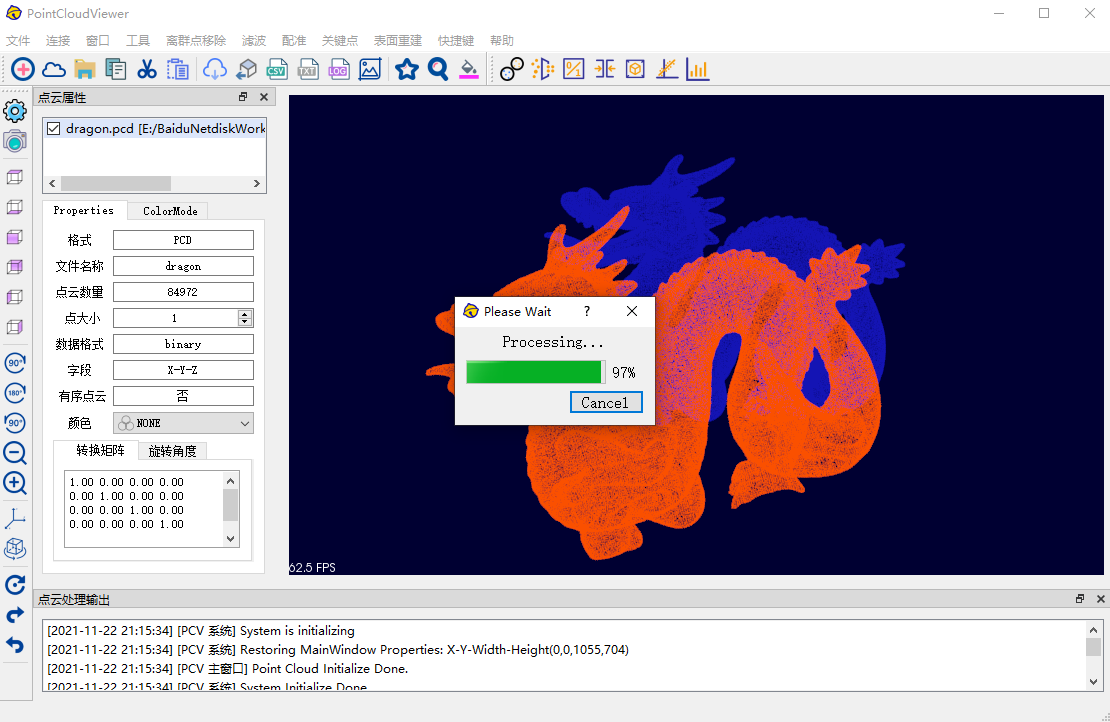 PointCloudViewer
文件 连接 窗口 工具 离群点移除 滤波 配准 关键点 表面重建 快捷键 帮助
CSV TXT LOG %
点云属性
dragon.pcd [E:/BaiduNetdiskWork
Properties ColorMode
格式 PCD
文件名称 dragon
点云数量 84972
点大小 1
数据格式 binary
字段 X-Y-Z
有序点云 否
颜色 NONE
转换矩阵 旋转角度
1.00 0.00 0.00 0.00
0.00 1.00 0.00 0.00
0.00 0.00 1.00 0.00
0.00 0.00 0.00 1.00
90°
180°
90°
Please Wait ?
Processing...
97%
Cancel
62.5 FPS
点云处理输出
[2021-11-22 21:15:34] [PCV 系统] System is initializing
[2021-11-22 21:15:34] [PCV 系统] Restoring MainWindow Properties: X-Y-Width-Height(0,0,1055,704)
[2021-11-22 21:15:34] [PCV 主窗口] Point Cloud Initialize Done.
[2021-11-22 21:15:34] [PCV 系统] System Initialize Done